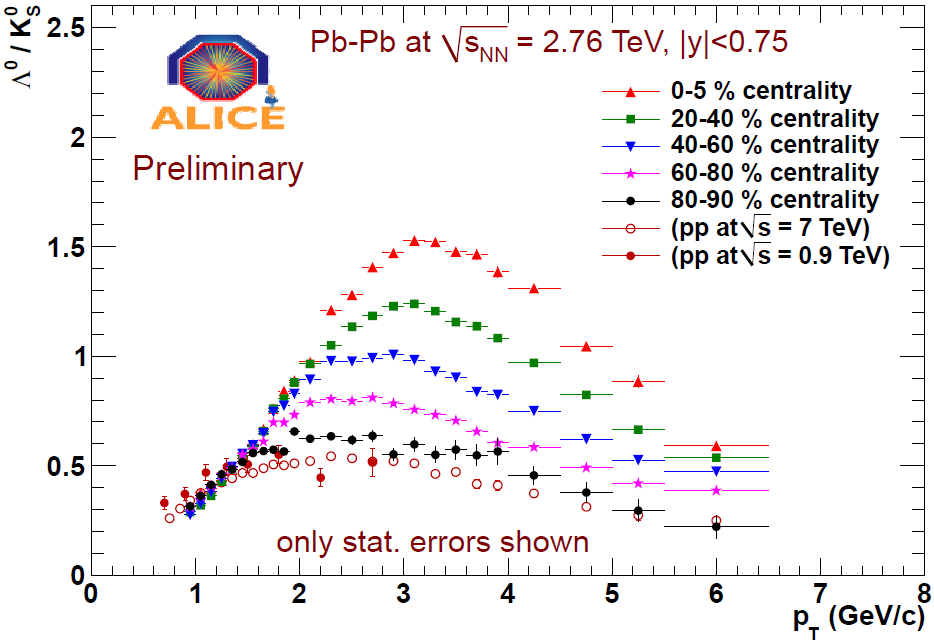 Λ⁰ / K⁰S
2.5
2
1.5
1
0.5
0
ALICE
Preliminary
Pb-Pb at √sNN = 2.76 TeV, |y|<0.75
0-5 % centrality
20-40 % centrality
40-60 % centrality
60-80 % centrality
80-90 % centrality
(pp at√s = 7 TeV)
(pp at√s = 0.9 TeV)
only stat. errors shown
0 1 2 3 4 5 6 7 8
pT (GeV/c)